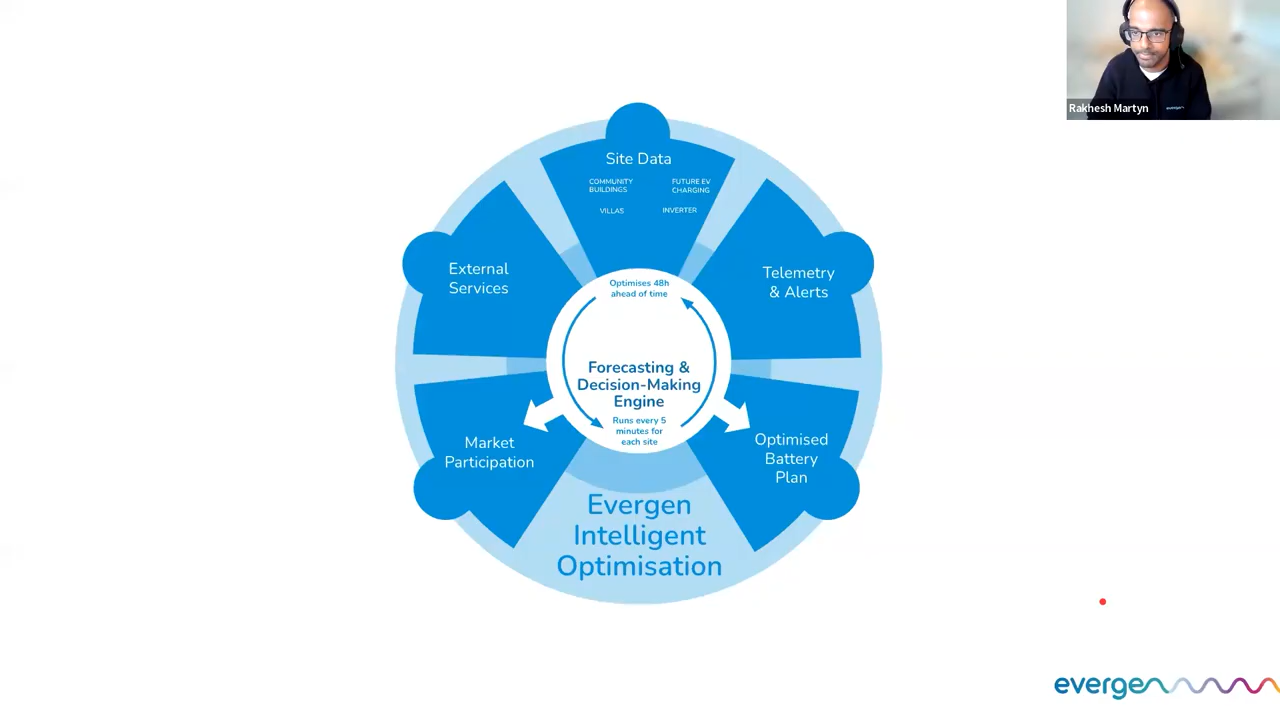 Rakhesh Martyn
Site Data
COMMUNITY
BUILDINGS
FUTURE EV
CHARGING
VILLAS
INVERTER
External
Services
Telemetry
& Alerts
Optimises 48h
ahead of time
Forecasting &
Decision-Making
Engine
Runs every 5
minutes for
each site
Market
Participation
Optimised
Battery
Plan
Evergen
Intelligent
Optimisation
evergen